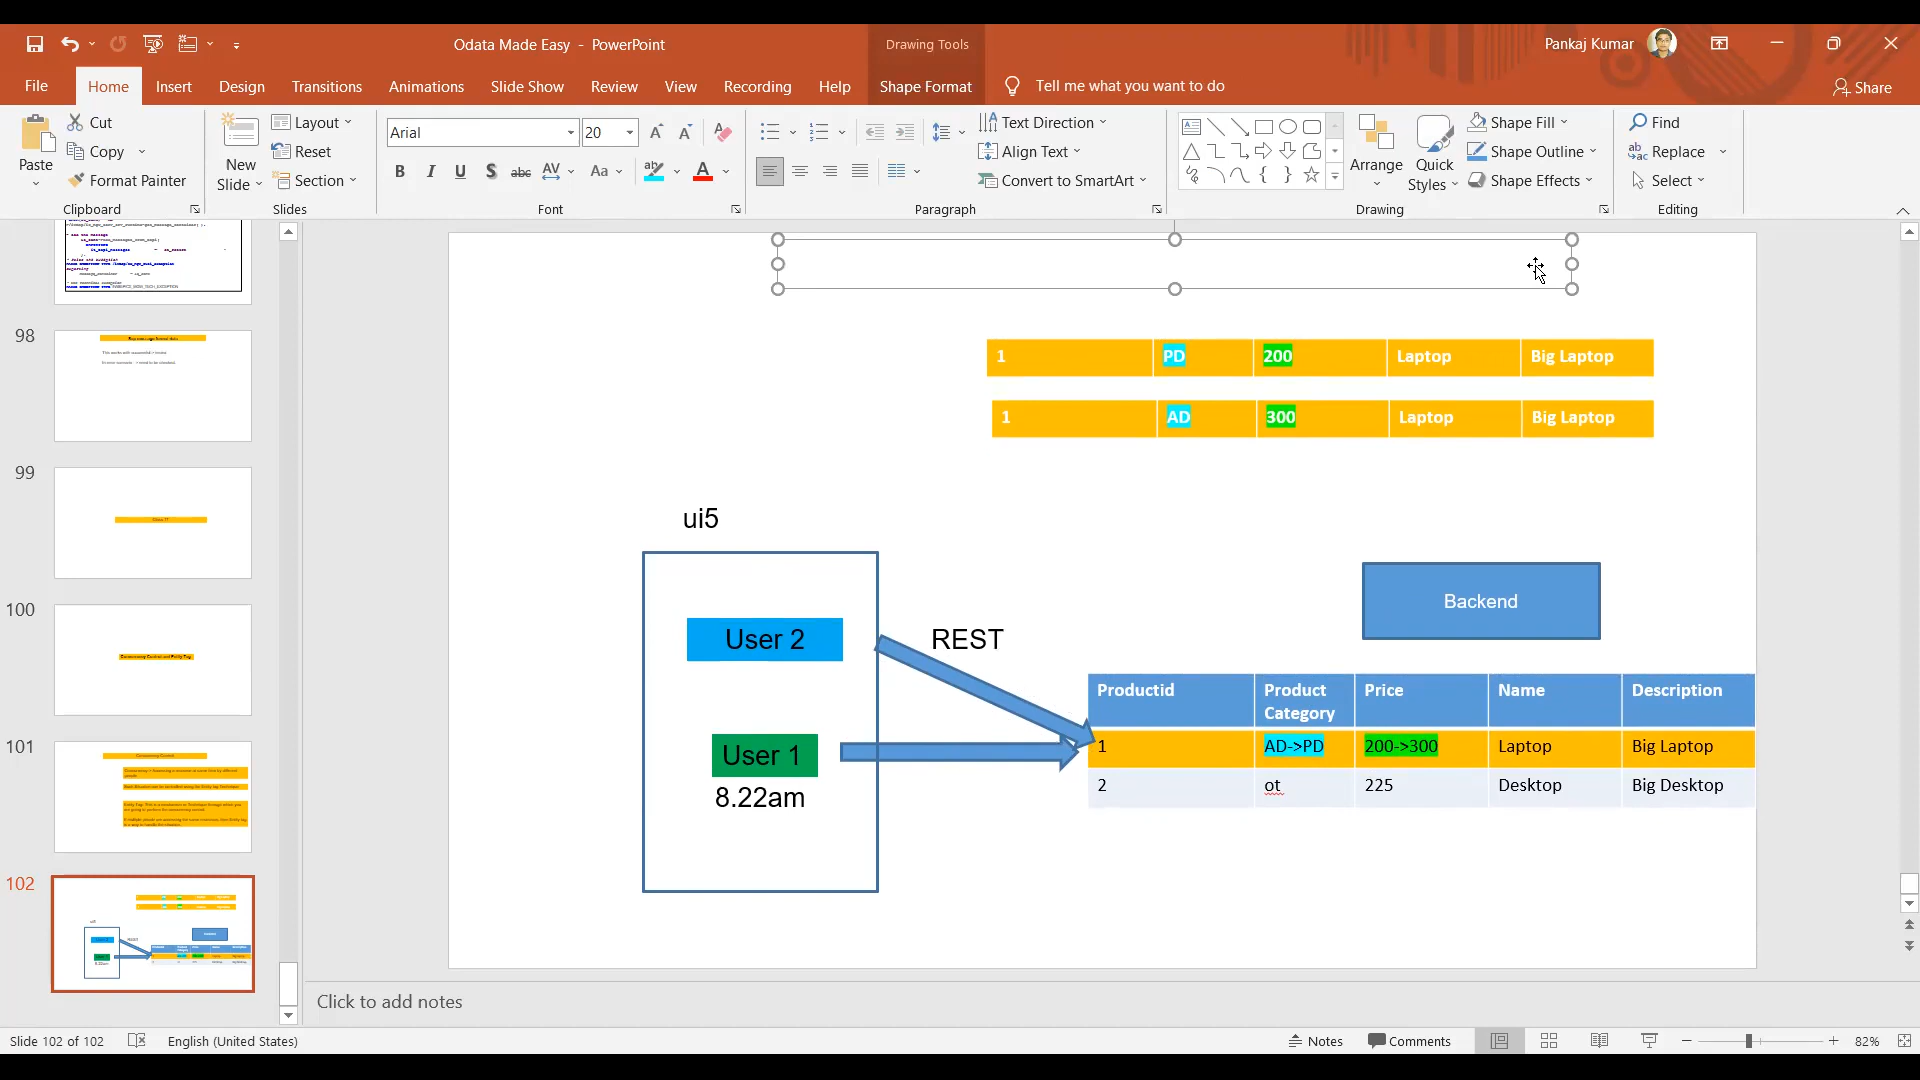 Odata Made Easy - PowerPoint
Drawing Tools
Pankaj Kumar
File Home Insert Design Transitions Animations Slide Show Review View Recording Help Shape Format Tell me what you want to do Share
Paste
Cut
Copy
Format Painter
Clipboard
New Slide
Layout
Reset
Section
Slides
Arial 20
Font
Text Direction
Align Text
Convert to SmartArt
Paragraph
Arrange
Quick Styles
Shape Fill
Shape Outline
Shape Effects
Drawing
Find
Replace
Select
Editing
98
99
100
101
102
1 PD 200 Laptop Big Laptop
1 AD 300 Laptop Big Laptop
ui5
User 2
REST
User 1
8.22am
Backend
Productid Product Category Price Name Description
1 AD->PD 200->300 Laptop Big Laptop
2 ot 225 Desktop Big Desktop
Click to add notes
Slide 102 of 102 English (United States) Notes Comments 82%